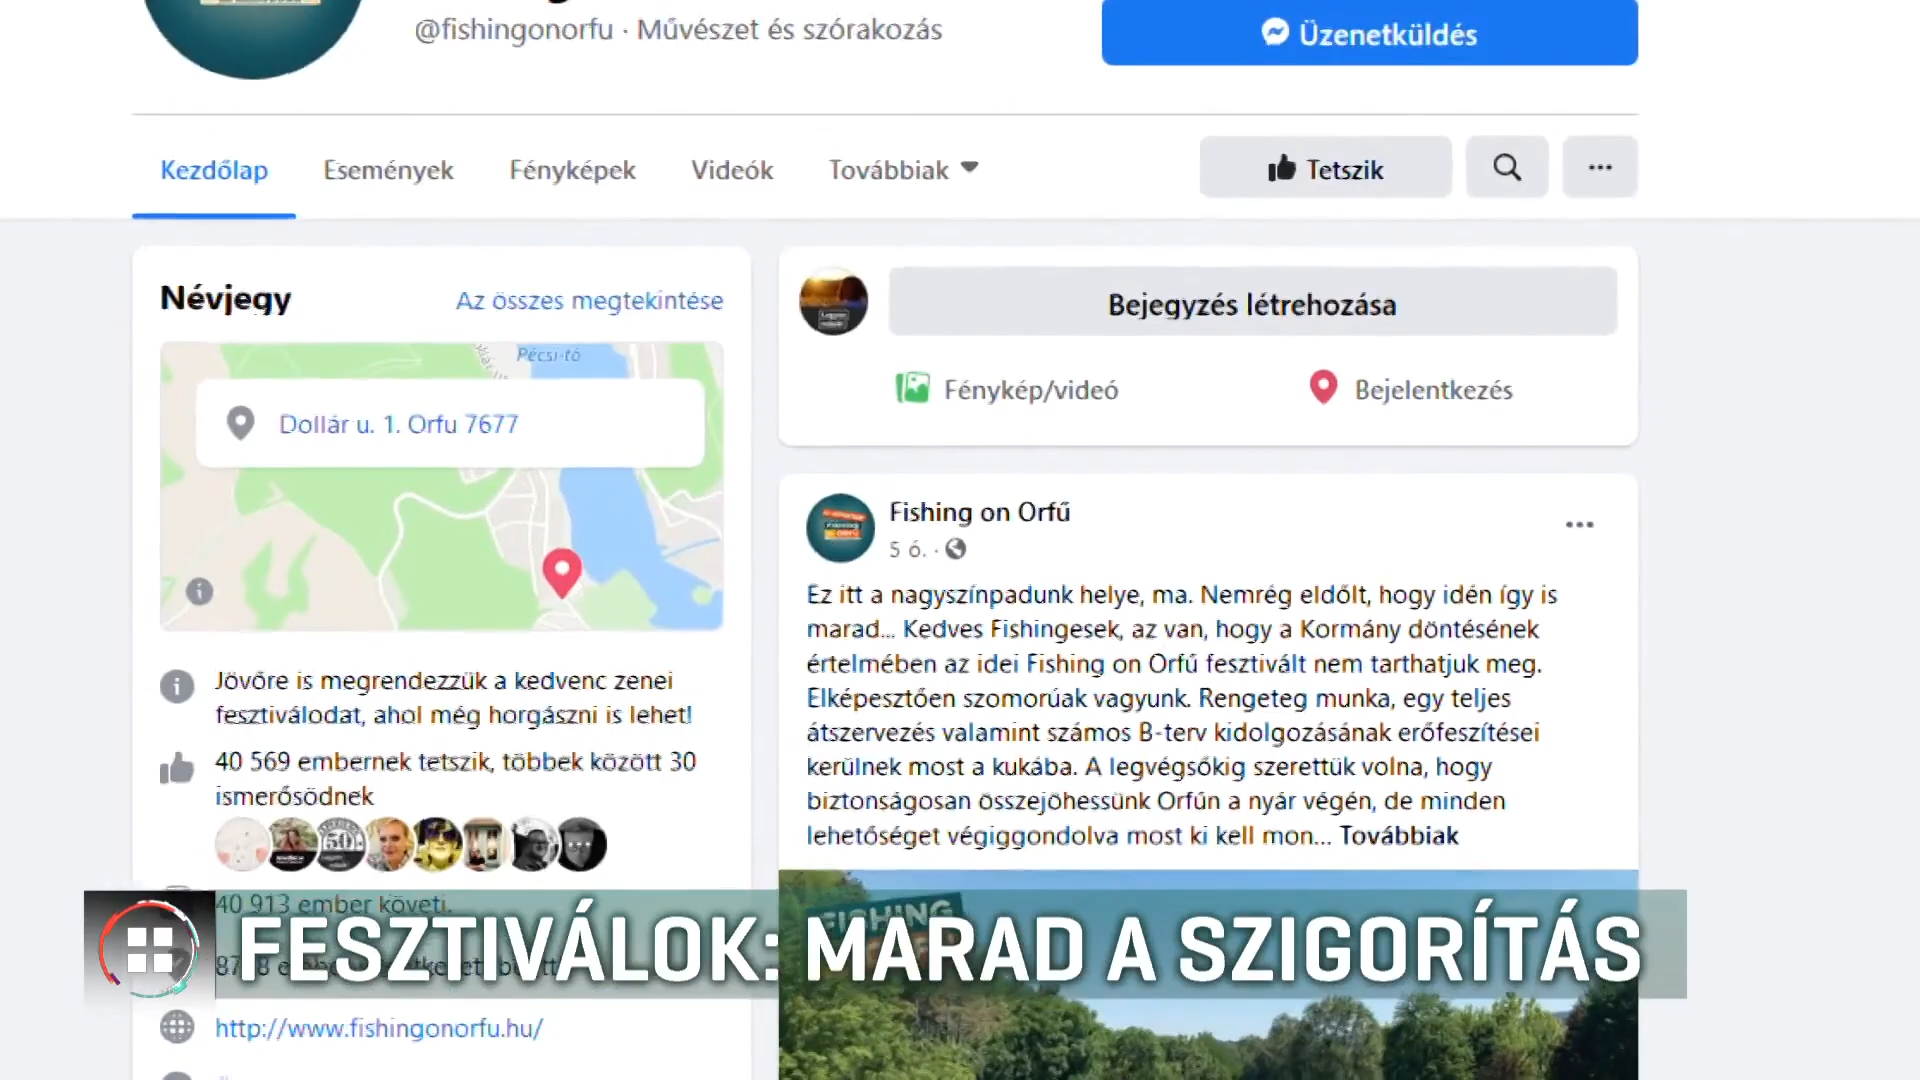 @fishingonorfu · Művészet és szórakozás
Üzenetküldés
Kezdőlap
Események
Fényképek
Videók
Továbbiak
Tetszik
Névjegy
Az összes megtekintése
Pécsi-tó
Dollár u. 1. Orfu 7677
Jövőre is megrendezzük a kedvenc zenei
fesztiválodat, ahol még horgászni is lehet!
40 569 embernek tetszik, többek között 30
ismerősödnek
40 913 ember követi.
http://www.fishingonorfu.hu/
Bejegyzés létrehozása
Fénykép/videó
Bejelentkezés
Fishing on Orfű
5 ó. ·
Ez itt a nagyszínpadunk helye, ma. Nemrég eldőlt, hogy idén így is
marad... Kedves Fishingesek, az van, hogy a Kormány döntésének
értelmében az idei Fishing on Orfű fesztivált nem tarthatjuk meg.
Elképesztően szomorúak vagyunk. Rengeteg munka, egy teljes
átszervezés valamint számos B-terv kidolgozásának erőfeszítései
kerülnek most a kukába. A legvégsőkig szerettük volna, hogy
biztonságosan összejöhessünk Orfűn a nyár végén, de minden
lehetőséget végiggondolva most ki kell mon... Továbbiak
FISHING
FESZTIVÁLOK: MARAD A SZIGORÍTÁS